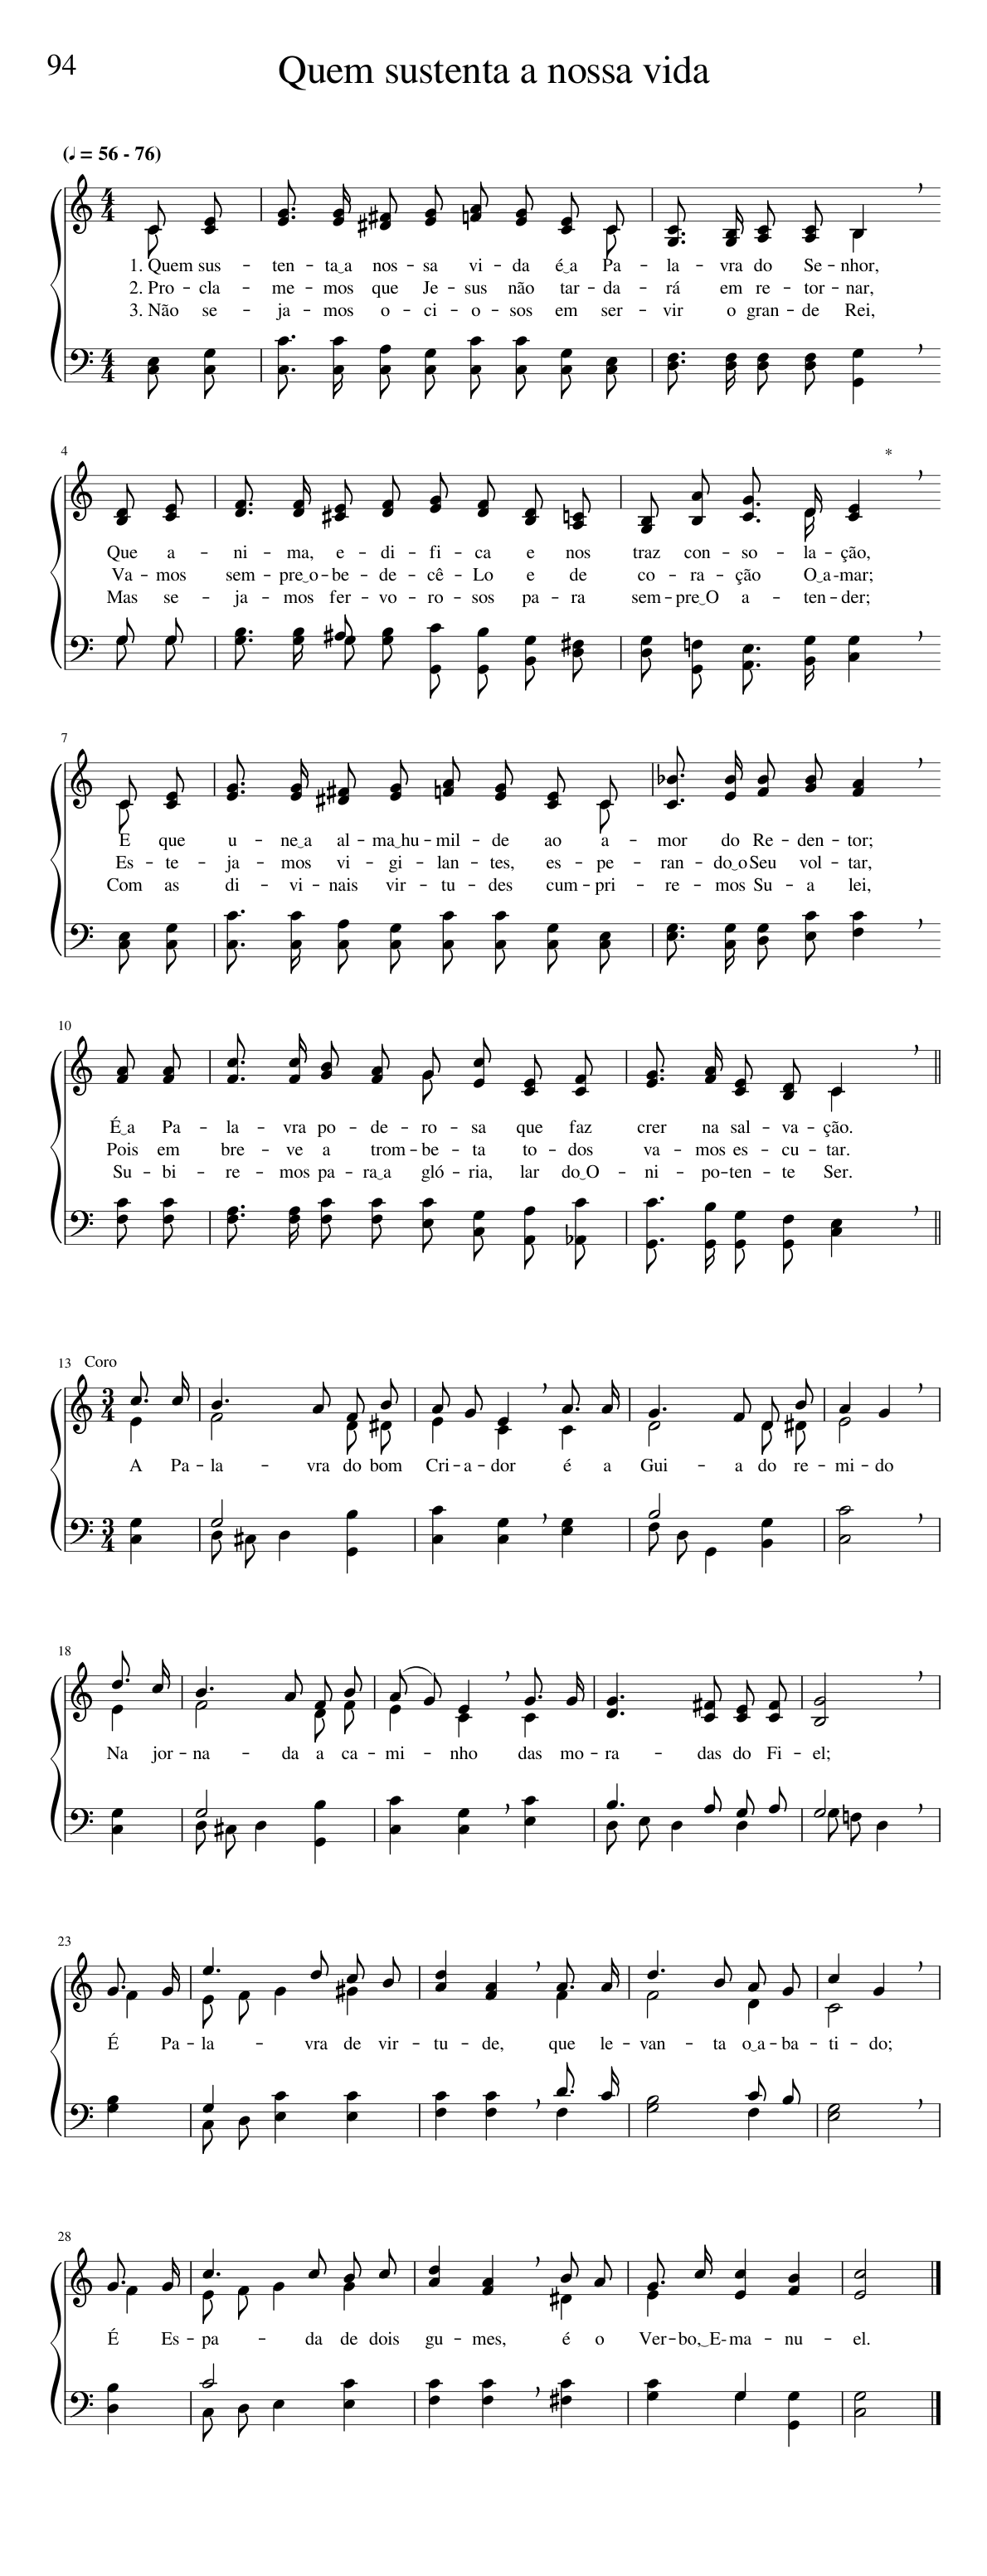 94
Quem sustenta a nossa vida
(♩ = 56 - 76)
1. Quem sus - ten - ta‿a nos - sa vi - da é‿a Pa - la - vra do Se - nhor,
2. Pro - cla - me - mos que Je - sus não tar - da - rá em re - tor - nar,
3. Não se - ja - mos o - ci - o - sos em ser - vir o gran - de Rei,
4
*
Que a - ni - ma, e - di - fi - ca e nos traz con - so - la - ção,
Va - mos sem - pre‿o - be - de - cê - Lo e de co - ra - ção O‿a - mar;
Mas se - ja - mos fer - vo - ro - sos pa - ra sem - pre‿O a - ten - der;
7
E que u - ne‿a al - ma‿hu - mil - de ao a - mor do Re - den - tor;
Es - te - ja - mos vi - gi - lan - tes, es - pe - ran - do‿o Seu vol - tar,
Com as di - vi - nais vir - tu - des cum - pri - re - mos Su - a lei,
10
É‿a Pa - la - vra po - de - ro - sa que faz crer na sal - va - ção.
Pois em bre - ve a trom - be - ta to - dos va - mos es - cu - tar.
Su - bi - re - mos pa - ra‿a gló - ria, lar do‿O - ni - po - ten - te Ser.
13 Coro
A Pa - la - vra do bom Cri - a - dor é a Gui - a do re - mi - do
18
Na jor - na - da a ca - mi - nho das mo - ra - das do Fi - el;
23
É Pa - la - vra de vir - tu - de, que le - van - ta o‿a - ba - ti - do;
28
É Es - pa - da de dois gu - mes, é o Ver - bo,‿E - ma - nu - el.